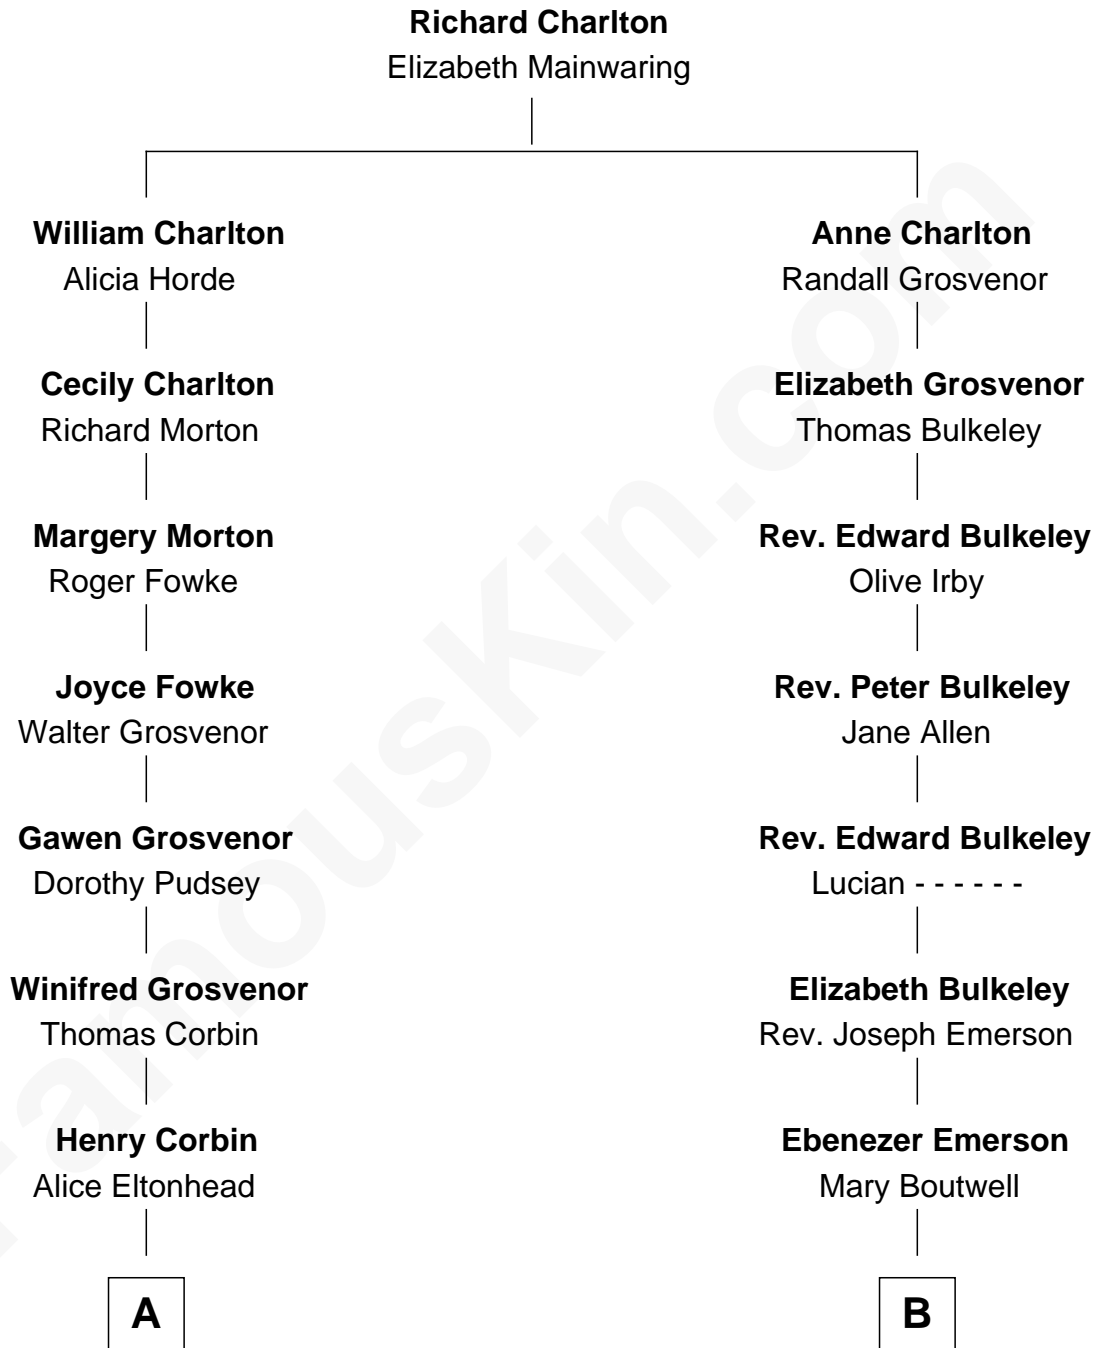 Richard Charlton
Elizabeth Mainwaring
William Charlton
Alicia Horde
Cecily Charlton
Richard Morton
Margery Morton
Roger Fowke
Joyce Fowke
Walter Grosvenor
Gawen Grosvenor
Dorothy Pudsey
Winifred Grosvenor
Thomas Corbin
Henry Corbin
Alice Eltonhead
A
Anne Charlton
Randall Grosvenor
Elizabeth Grosvenor
Thomas Bulkeley
Rev. Edward Bulkeley
Olive Irby
Rev. Peter Bulkeley
Jane Allen
Rev. Edward Bulkeley
Lucian - - - - - -
Elizabeth Bulkeley
Rev. Joseph Emerson
Ebenezer Emerson
Mary Boutwell
B
FamousKin.com